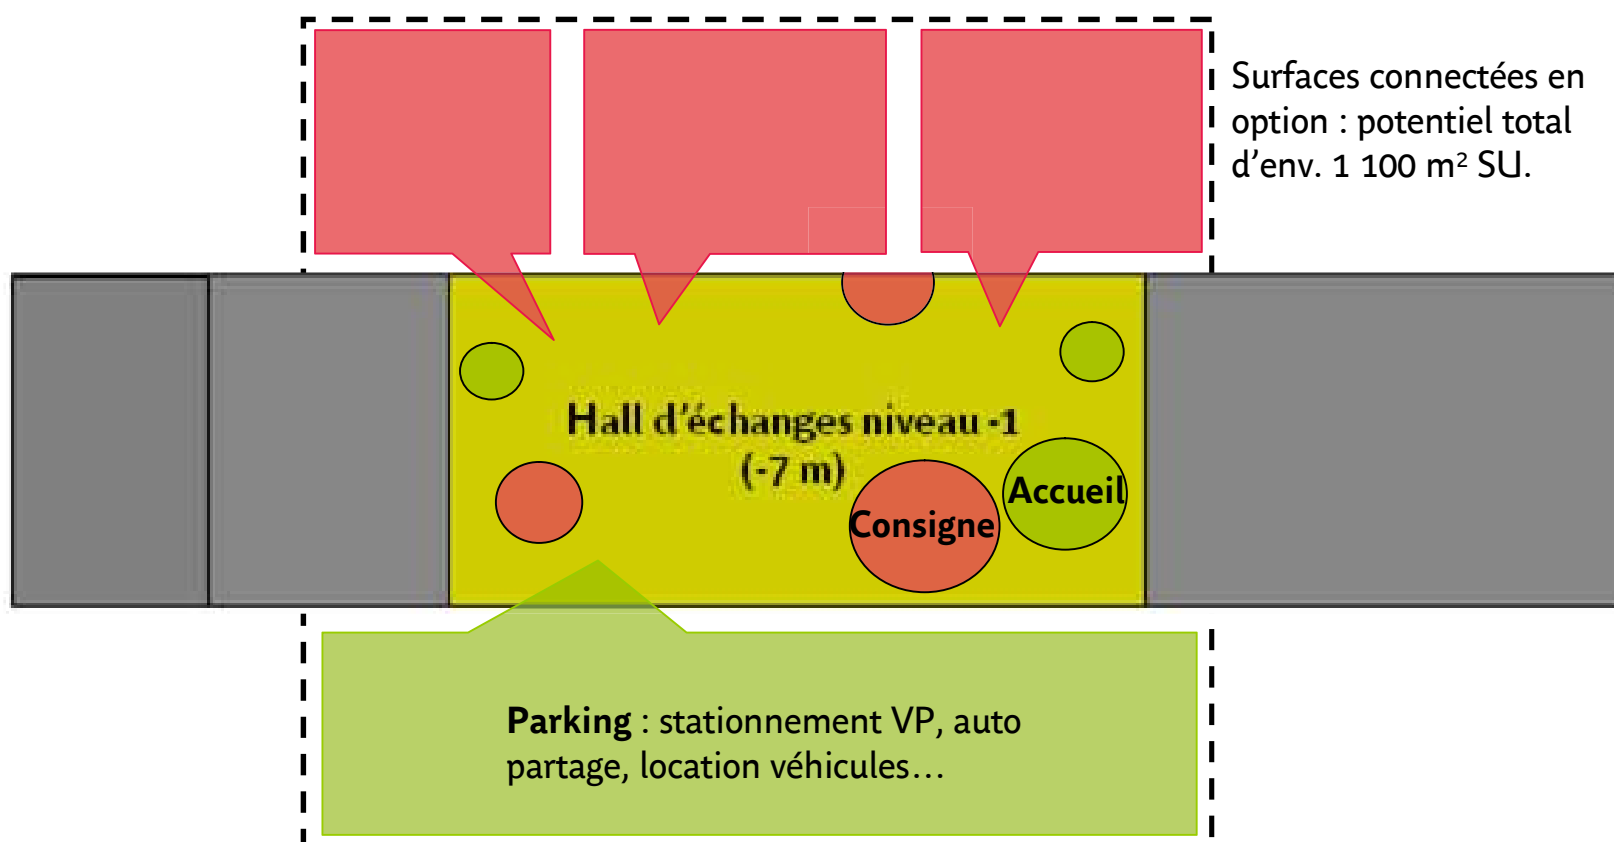 Surfaces connectées en
option : potentiel total
d’env. 1 100 m² SU.
Hall d’échanges niveau -1
(-7 m)
Accueil
Consigne
Parking : stationnement VP, auto
partage, location véhicules…